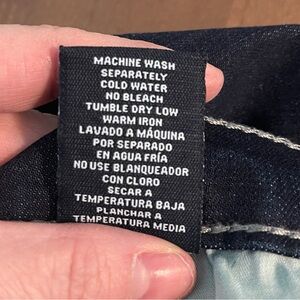 MACHINE WASH
SEPARATELY
COLD WATER
NO BLEACH
TUMBLE DRY LOW
WARM IRON
LAVADO A MÁQUINA
POR SEPARADO
EN AGUA FRÍA
NO USE BLANQUEADOR
CON CLORO
SECAR A
TEMPERATURA BAJA
PLANCHAR A
TEMPERATURA MEDIA